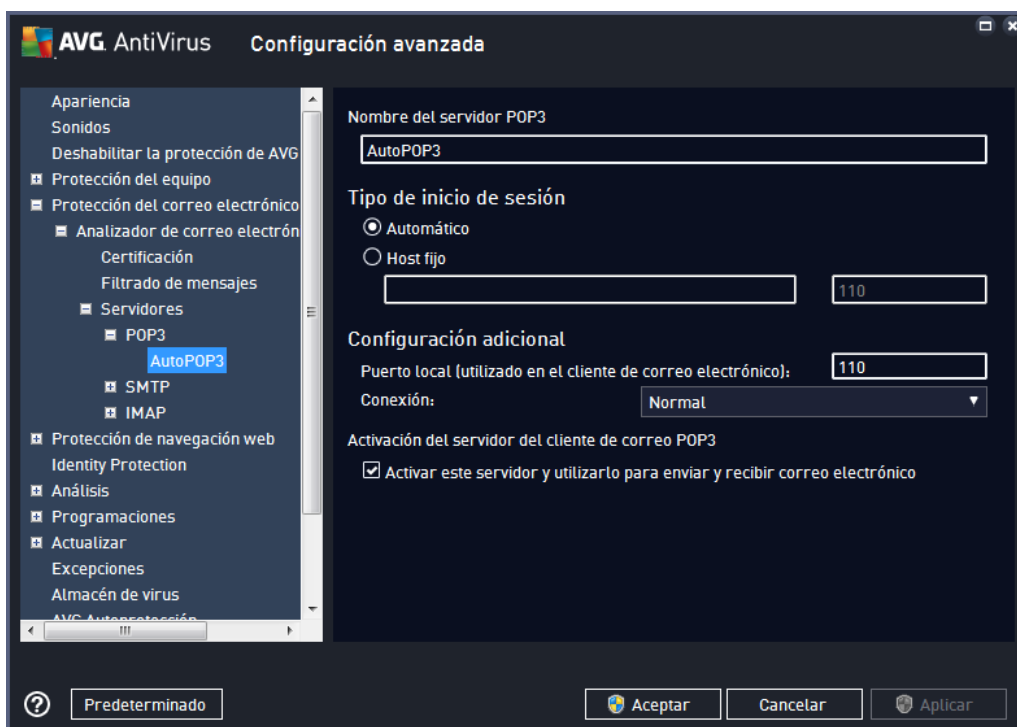 AVG AntiVirus Configuración avanzada
Apariencia
Sonidos
Deshabilitar la protección de AVG
Protección del equipo
Protección del correo electrónico
Analizador de correo electrón
Certificación
Filtrado de mensajes
Servidores
POP3
AutoPOP3
SMTP
IMAP
Protección de navegación web
Identity Protection
Análisis
Programaciones
Actualizar
Excepciones
Almacén de virus
AVG Autoprotección
Nombre del servidor POP3
AutoPOP3
Tipo de inicio de sesión
Automático
Host fijo
110
Configuración adicional
Puerto local (utilizado en el cliente de correo electrónico): 110
Conexión: Normal
Activación del servidor del cliente de correo POP3
Activar este servidor y utilizarlo para enviar y recibir correo electrónico
? Predeterminado Aceptar Cancelar Aplicar